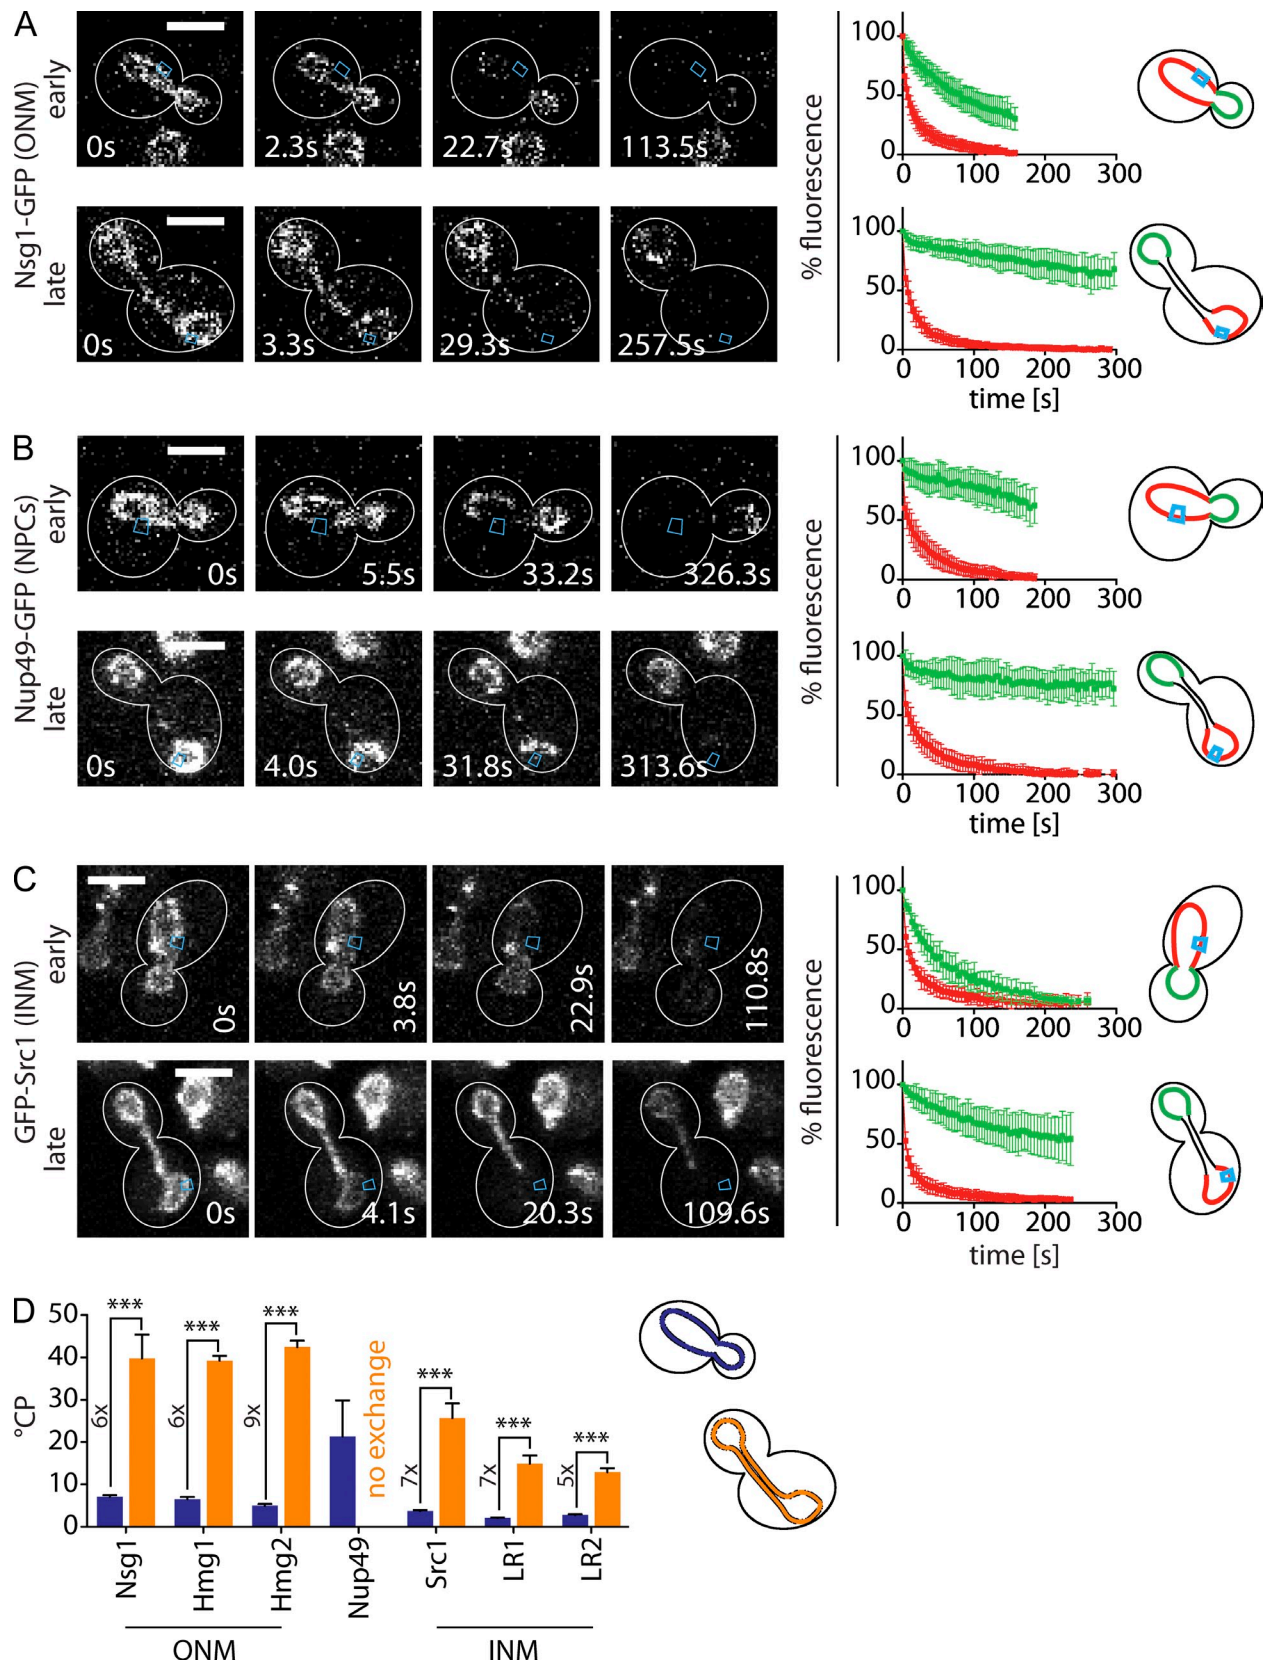 A
Nsg1-GFP (ONM)
early
0s
2.3s
22.7s
113.5s
late
0s
3.3s
29.3s
257.5s
% fluorescence
100
50
0
0
100
200
300
100
50
0
0
100
200
300
time [s]
B
Nup49-GFP (NPCs)
early
0s
5.5s
33.2s
326.3s
late
0s
4.0s
31.8s
313.6s
% fluorescence
100
50
0
0
100
200
300
100
50
0
0
100
200
300
time [s]
C
GFP-Src1 (INM)
early
0s
3.8s
22.9s
110.8s
late
0s
4.1s
20.3s
109.6s
% fluorescence
100
50
0
0
100
200
300
100
50
0
0
100
200
300
time [s]
D
°CP
50
40
30
20
10
0
*** *** *** *** *** ***
6x 6x 9x no exchange 7x 7x 5x
Nsg1 Hmg1 Hmg2 Nup49 Src1 LR1 LR2
ONM INM